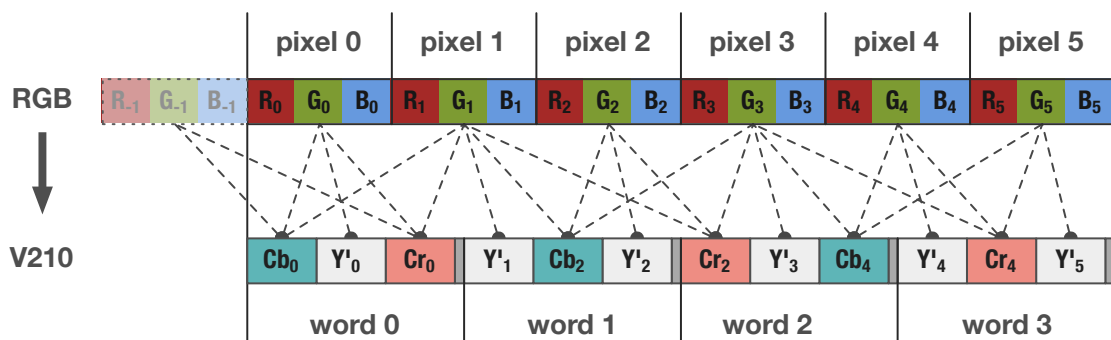 pixel 0 pixel 1 pixel 2 pixel 3 pixel 4 pixel 5
RGB R-1 G-1 B-1 R0 G0 B0 R1 G1 B1 R2 G2 B2 R3 G3 B3 R4 G4 B4 R5 G5 B5
V210 Cb0 Y'0 Cr0 Y'1 Cb2 Y'2 Cr2 Y'3 Cb4 Y'4 Cr4 Y'5
word 0 word 1 word 2 word 3